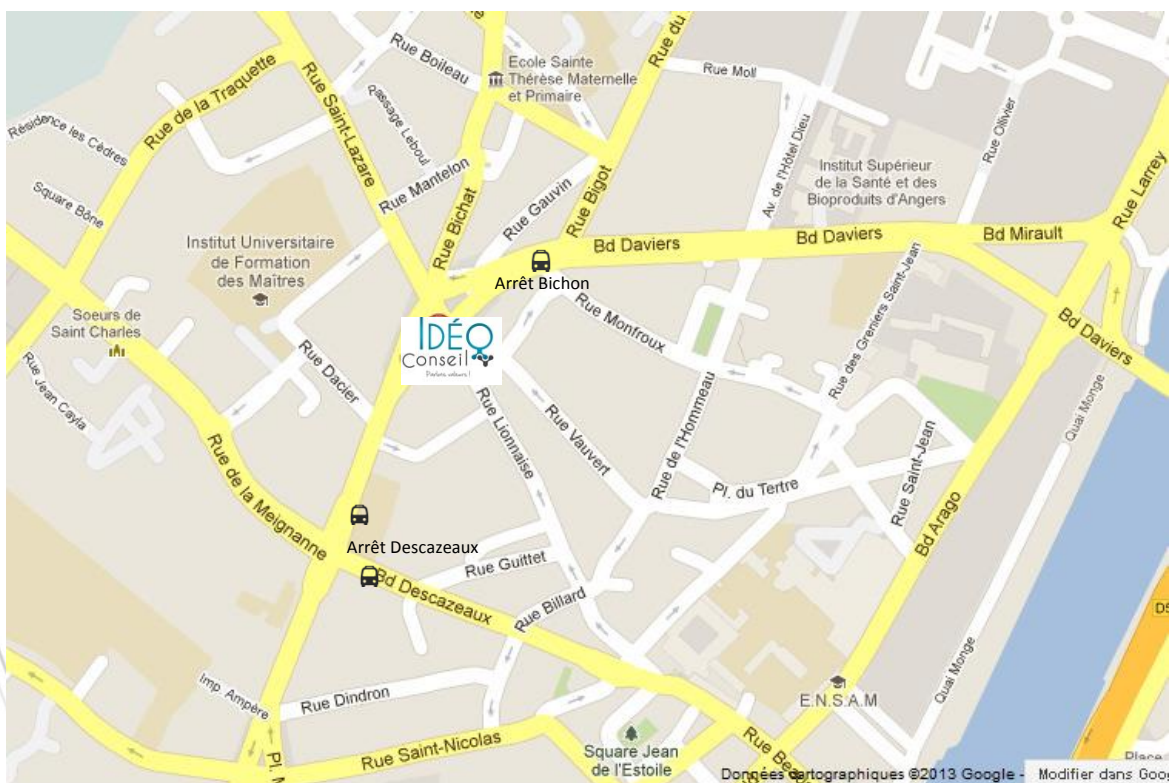 Rue Boileau
Ecole Sainte
Thérèse Maternelle
et Primaire
Rue du
Rue Moll
Rue de la Traquette
Rue Saint-Lazare
Passage Leboul
Résidence les Cèdres
Rue Ollivier
Av. de l'Hôtel Dieu
Institut Supérieur
de la Santé et des
Bioproduits d'Angers
Rue Larrey
Rue Mantelon
Rue Gauvin
Rue Bigot
Square Bône
Rue Bichat
Institut Universitaire
de Formation
des Maîtres
Bd Daviers
Bd Daviers
Bd Mirault
Arrêt Bichon
Soeurs de
Saint Charles
Rue Monfroux
Rue des Greniers Saint-Jean
Bd Daviers
IDÉO
Conseil
Parlons valeurs !
Rue Jean Cayla
Rue Dacier
Rue Lionnaise
Rue Vauvert
Rue de l'Hommeau
Quai Monge
Rue de la Meignanne
Pl. du Tertre
Rue Saint-Jean
Bd Arago
Arrêt Descazeaux
Rue Guittet
Bd Descazeaux
Rue Billard
D5
Quai Monge
Imp. Ampère
Rue Dindron
E.N.S.A.M
Rue Saint-Nicolas
Square Jean
de l'Estoile
Données cartographiques ©2013 Google -
Modifier dans Goo